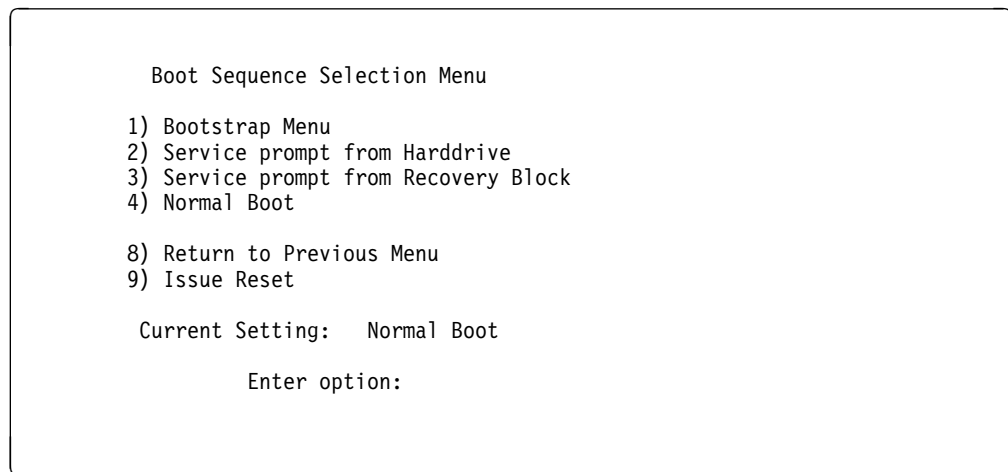 Boot Sequence Selection Menu
1) Bootstrap Menu
2) Service prompt from Harddrive
3) Service prompt from Recovery Block
4) Normal Boot
8) Return to Previous Menu
9) Issue Reset
Current Setting:   Normal Boot
Enter option: